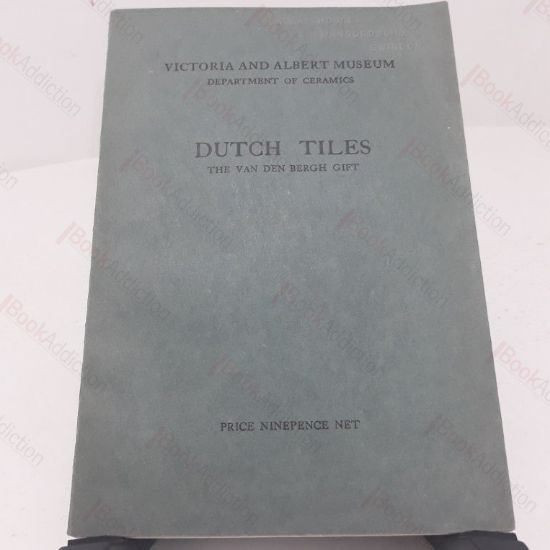 VICTORIA AND ALBERT MUSEUM
DEPARTMENT OF CERAMICS
DUTCH TILES
THE VAN DEN BERGH GIFT
PRICE NINEPENCE NET
BookAddiction